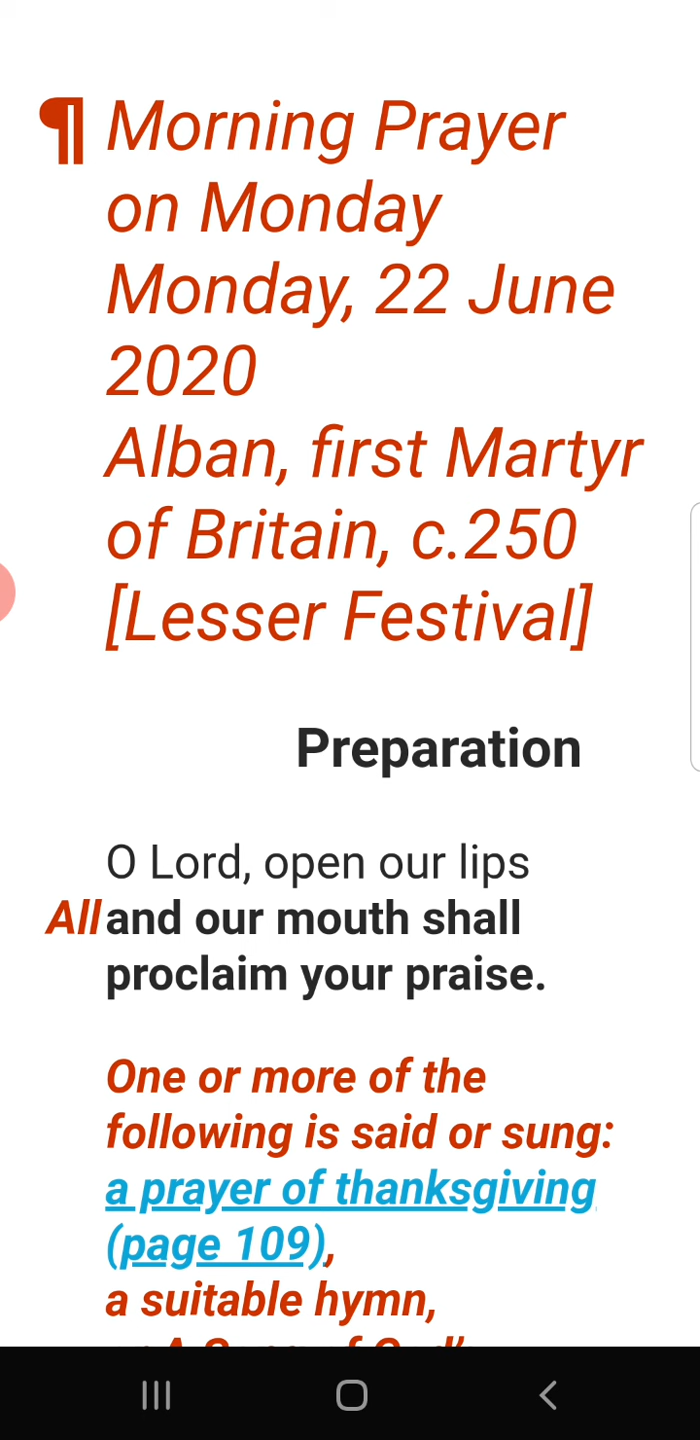 ¶ Morning Prayer
on Monday
Monday, 22 June
2020
Alban, first Martyr
of Britain, c.250
[Lesser Festival]
Preparation
O Lord, open our lips
All and our mouth shall
proclaim your praise.
One or more of the
following is said or sung:
a prayer of thanksgiving
(page 109),
a suitable hymn,